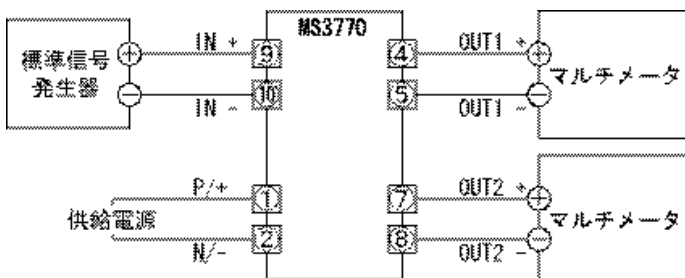 MS3770
標準信号
発生器
IN +
9
4
OUT1 +
マルチメータ
IN -
10
5
OUT1 -
P/+
1
7
OUT2 +
供給電源
マルチメータ
N/-
2
8
OUT2 -